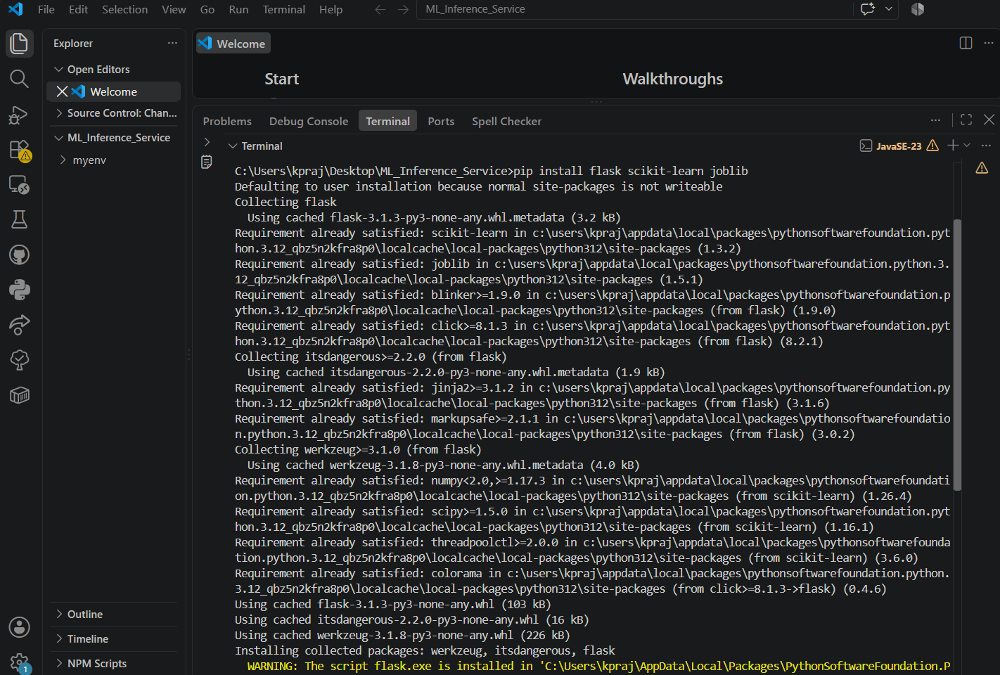 File Edit Selection View Go Run Terminal Help
ML_Inference_Service
Explorer
Open Editors
Welcome
Source Control: Chan...
ML_Inference_Service
myenv
Outline
Timeline
NPM Scripts
1
Welcome
Start
Walkthroughs
Problems Debug Console Terminal Ports Spell Checker
Terminal
JavaSE-23
C:\Users\kpraj\Desktop\ML_Inference_Service>pip install flask scikit-learn joblib
Defaulting to user installation because normal site-packages is not writeable
Collecting flask
Using cached flask-3.1.3-py3-none-any.whl.metadata (3.2 kB)
Requirement already satisfied: scikit-learn in c:\users\kpraj\appdata\local\packages\pythonsoftwarefoundation.pyt
hon.3.12_qbz5n2kfra8p0\localcache\local-packages\python312\site-packages (1.3.2)
Requirement already satisfied: joblib in c:\users\kpraj\appdata\local\packages\pythonsoftwarefoundation.python.3.
12_qbz5n2kfra8p0\localcache\local-packages\python312\site-packages (1.5.1)
Requirement already satisfied: blinker>=1.9.0 in c:\users\kpraj\appdata\local\packages\pythonsoftwarefoundation.p
ython.3.12_qbz5n2kfra8p0\localcache\local-packages\python312\site-packages (from flask) (1.9.0)
Requirement already satisfied: click>=8.1.3 in c:\users\kpraj\appdata\local\packages\pythonsoftwarefoundation.pyt
hon.3.12_qbz5n2kfra8p0\localcache\local-packages\python312\site-packages (from flask) (8.2.1)
Collecting itsdangerous>=2.2.0 (from flask)
Using cached itsdangerous-2.2.0-py3-none-any.whl.metadata (1.9 kB)
Requirement already satisfied: jinja2>=3.1.2 in c:\users\kpraj\appdata\local\packages\pythonsoftwarefoundation.py
thon.3.12_qbz5n2kfra8p0\localcache\local-packages\python312\site-packages (from flask) (3.1.6)
Requirement already satisfied: markupsafe>=2.1.1 in c:\users\kpraj\appdata\local\packages\pythonsoftwarefoundatio
n.python.3.12_qbz5n2kfra8p0\localcache\local-packages\python312\site-packages (from flask) (3.0.2)
Collecting werkzeug>=3.1.0 (from flask)
Using cached werkzeug-3.1.8-py3-none-any.whl.metadata (4.0 kB)
Requirement already satisfied: numpy<2.0,>=1.17.3 in c:\users\kpraj\appdata\local\packages\pythonsoftwarefoundati
on.python.3.12_qbz5n2kfra8p0\localcache\local-packages\python312\site-packages (from scikit-learn) (1.26.4)
Requirement already satisfied: scipy>=1.5.0 in c:\users\kpraj\appdata\local\packages\pythonsoftwarefoundation.pyt
hon.3.12_qbz5n2kfra8p0\localcache\local-packages\python312\site-packages (from scikit-learn) (1.16.1)
Requirement already satisfied: threadpoolctl>=2.0.0 in c:\users\kpraj\appdata\local\packages\pythonsoftwarefounda
tion.python.3.12_qbz5n2kfra8p0\localcache\local-packages\python312\site-packages (from scikit-learn) (3.6.0)
Requirement already satisfied: colorama in c:\users\kpraj\appdata\local\packages\pythonsoftwarefoundation.python.
3.12_qbz5n2kfra8p0\localcache\local-packages\python312\site-packages (from click>=8.1.3->flask) (0.4.6)
Using cached flask-3.1.3-py3-none-any.whl (103 kB)
Using cached itsdangerous-2.2.0-py3-none-any.whl (16 kB)
Using cached werkzeug-3.1.8-py3-none-any.whl (226 kB)
Installing collected packages: werkzeug, itsdangerous, flask
WARNING: The script flask.exe is installed in 'C:\Users\kpraj\AppData\Local\Packages\PythonSoftwareFoundation.P